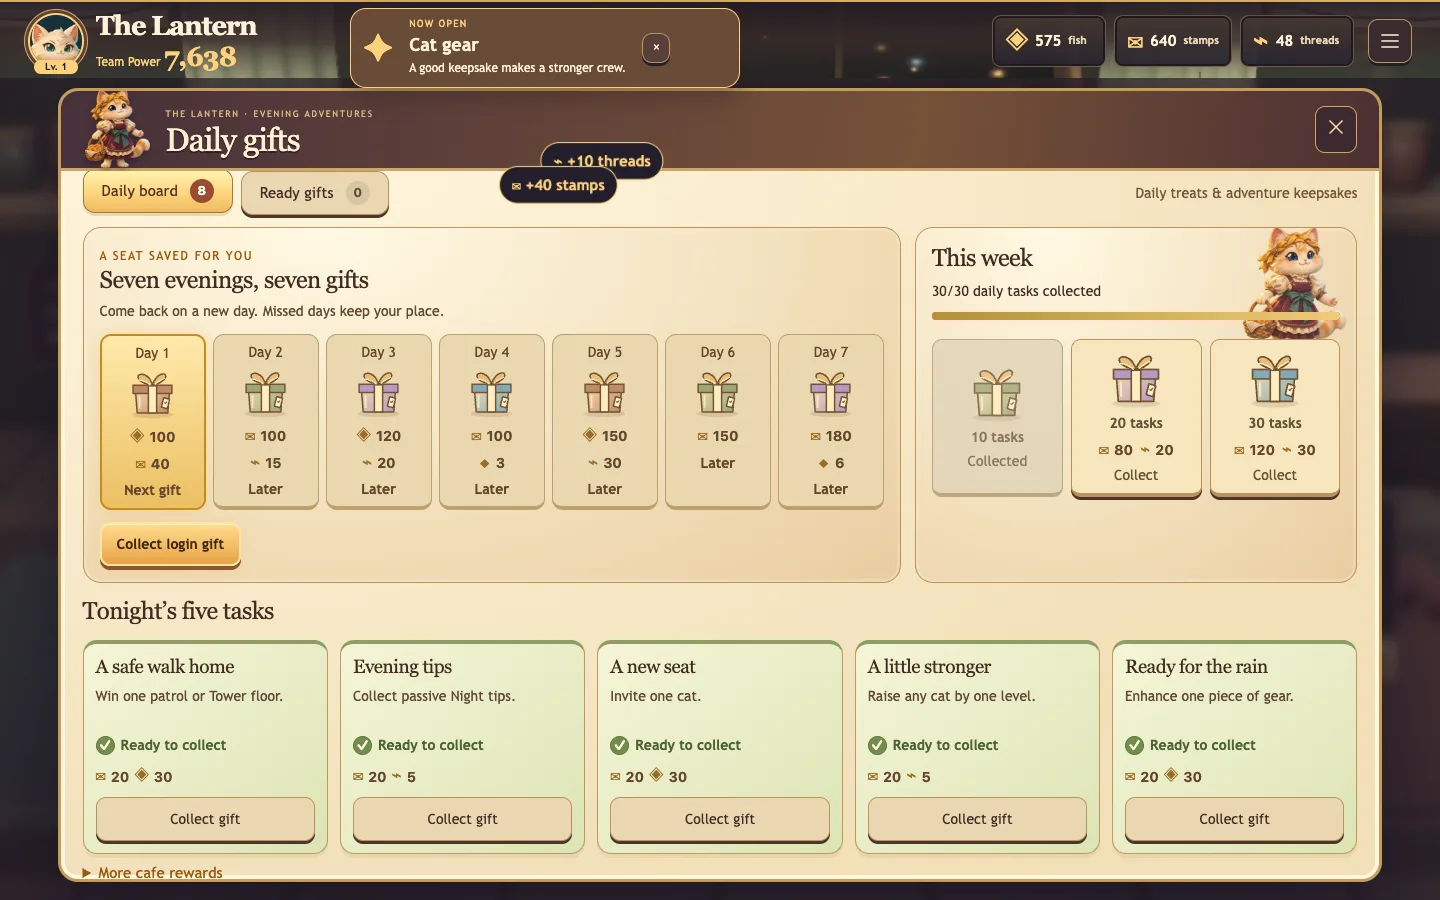 The Lantern
Team Power 7,638
Lv. 1
NOW OPEN
Cat gear
A good keepsake makes a stronger crew.
×
575 fish
640 stamps
48 threads
THE LANTERN · EVENING ADVENTURES
Daily gifts
+10 threads
+40 stamps
Daily board 8
Ready gifts 0
Daily treats & adventure keepsakes
A SEAT SAVED FOR YOU
Seven evenings, seven gifts
Come back on a new day. Missed days keep your place.
Day 1
100
40
Next gift
Day 2
100
15
Later
Day 3
120
20
Later
Day 4
100
3
Later
Day 5
150
30
Later
Day 6
150
Later
Day 7
180
6
Later
Collect login gift
This week
30/30 daily tasks collected
10 tasks
Collected
20 tasks
80 20
Collect
30 tasks
120 30
Collect
Tonight's five tasks
A safe walk home
Win one patrol or Tower floor.
Ready to collect
20 30
Collect gift
Evening tips
Collect passive Night tips.
Ready to collect
20 5
Collect gift
A new seat
Invite one cat.
Ready to collect
20 30
Collect gift
A little stronger
Raise any cat by one level.
Ready to collect
20 5
Collect gift
Ready for the rain
Enhance one piece of gear.
Ready to collect
20 30
Collect gift
More cafe rewards